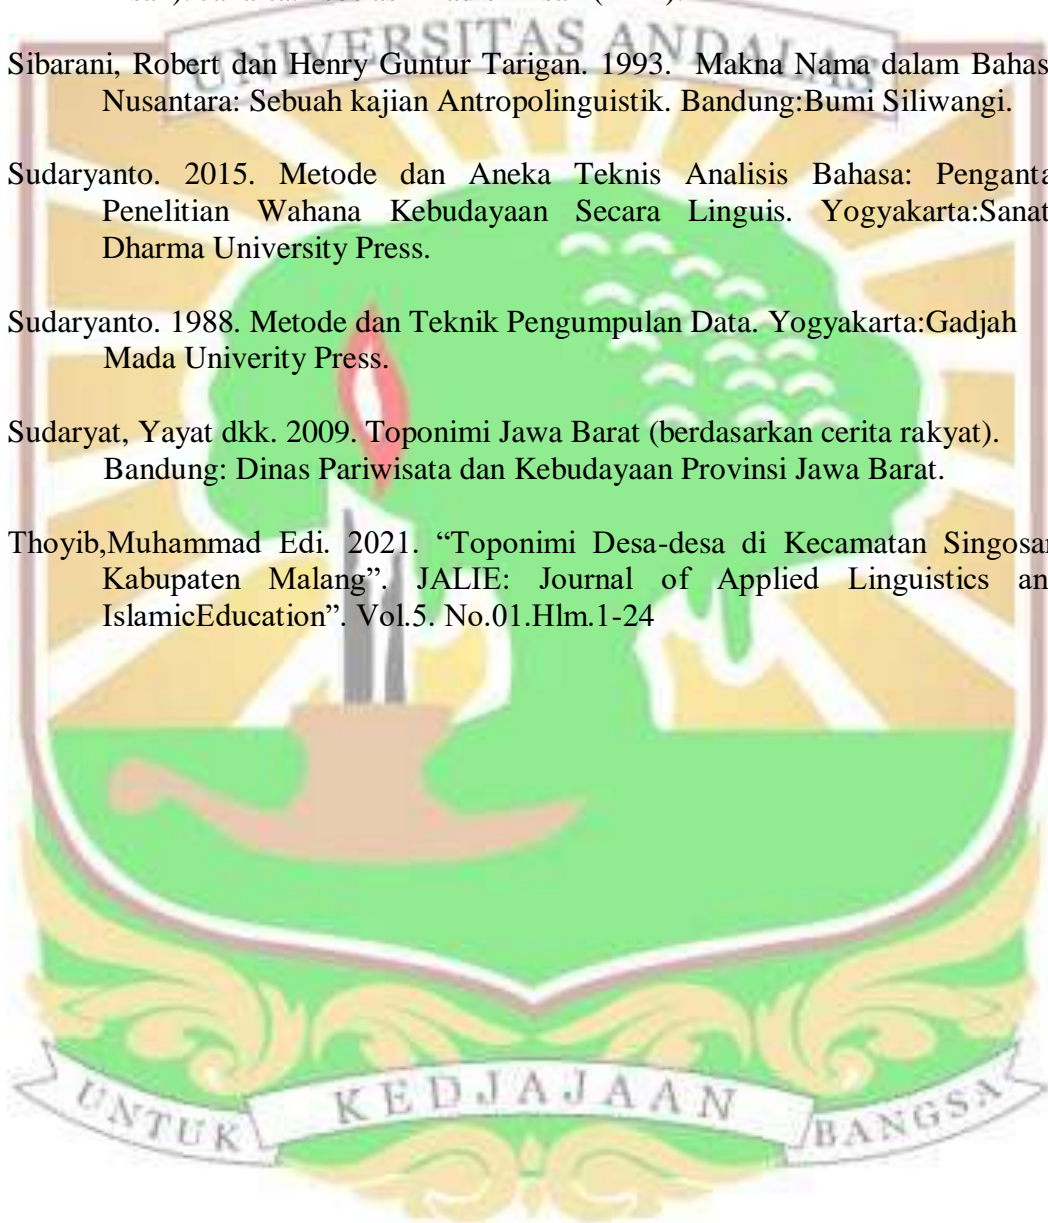 UNIVERSITAS ANDALAS
Sibarani, Robert dan Henry Guntur Tarigan. 1993. Makna Nama dalam Bahas
Nusantara: Sebuah kajian Antropolinguistik. Bandung:Bumi Siliwangi.
Sudaryanto. 2015. Metode dan Aneka Teknis Analisis Bahasa: Penganta
Penelitian Wahana Kebudayaan Secara Linguis. Yogyakarta:Sanat
Dharma University Press.
Sudaryanto. 1988. Metode dan Teknik Pengumpulan Data. Yogyakarta:Gadjah
Mada Univerity Press.
Sudaryat, Yayat dkk. 2009. Toponimi Jawa Barat (berdasarkan cerita rakyat).
Bandung: Dinas Pariwisata dan Kebudayaan Provinsi Jawa Barat.
Thoyib,Muhammad Edi. 2021. “Toponimi Desa-desa di Kecamatan Singosar
Kabupaten Malang”. JALIE: Journal of Applied Linguistics an
IslamicEducation”. Vol.5. No.01.Hlm.1-24
UNTUK KEDJAJAAN BANGSA